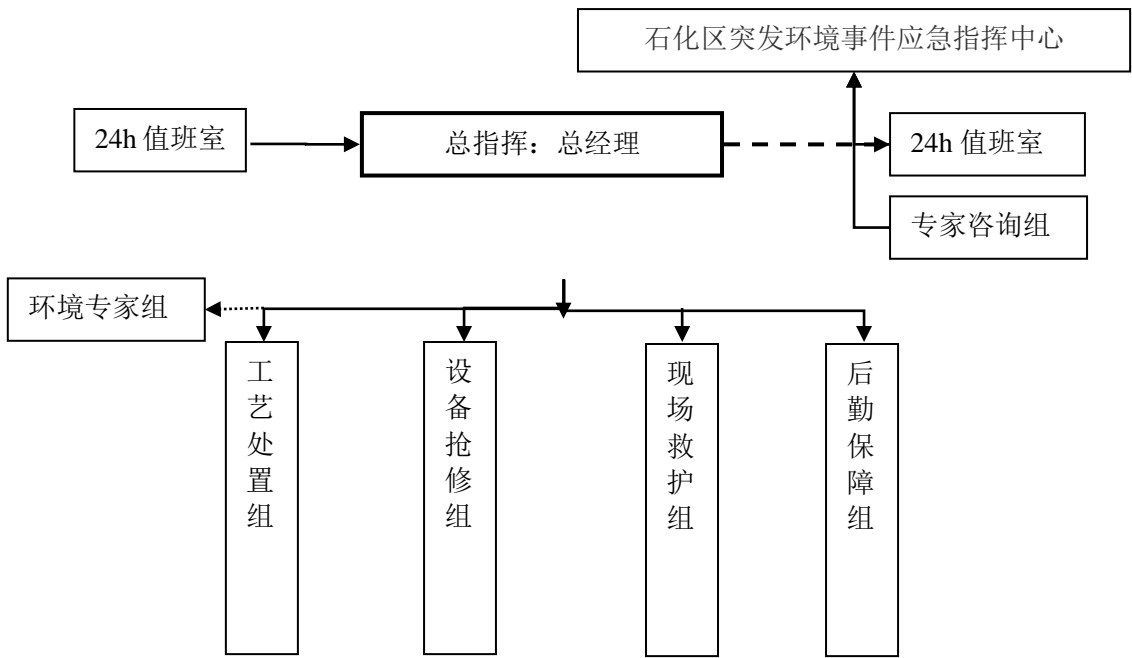 石化区突发环境事件应急指挥中心
24h 值班室
总指挥：总经理
24h 值班室
专家咨询组
环境专家组
工艺处置组
设备抢修组
现场救护组
后勤保障组